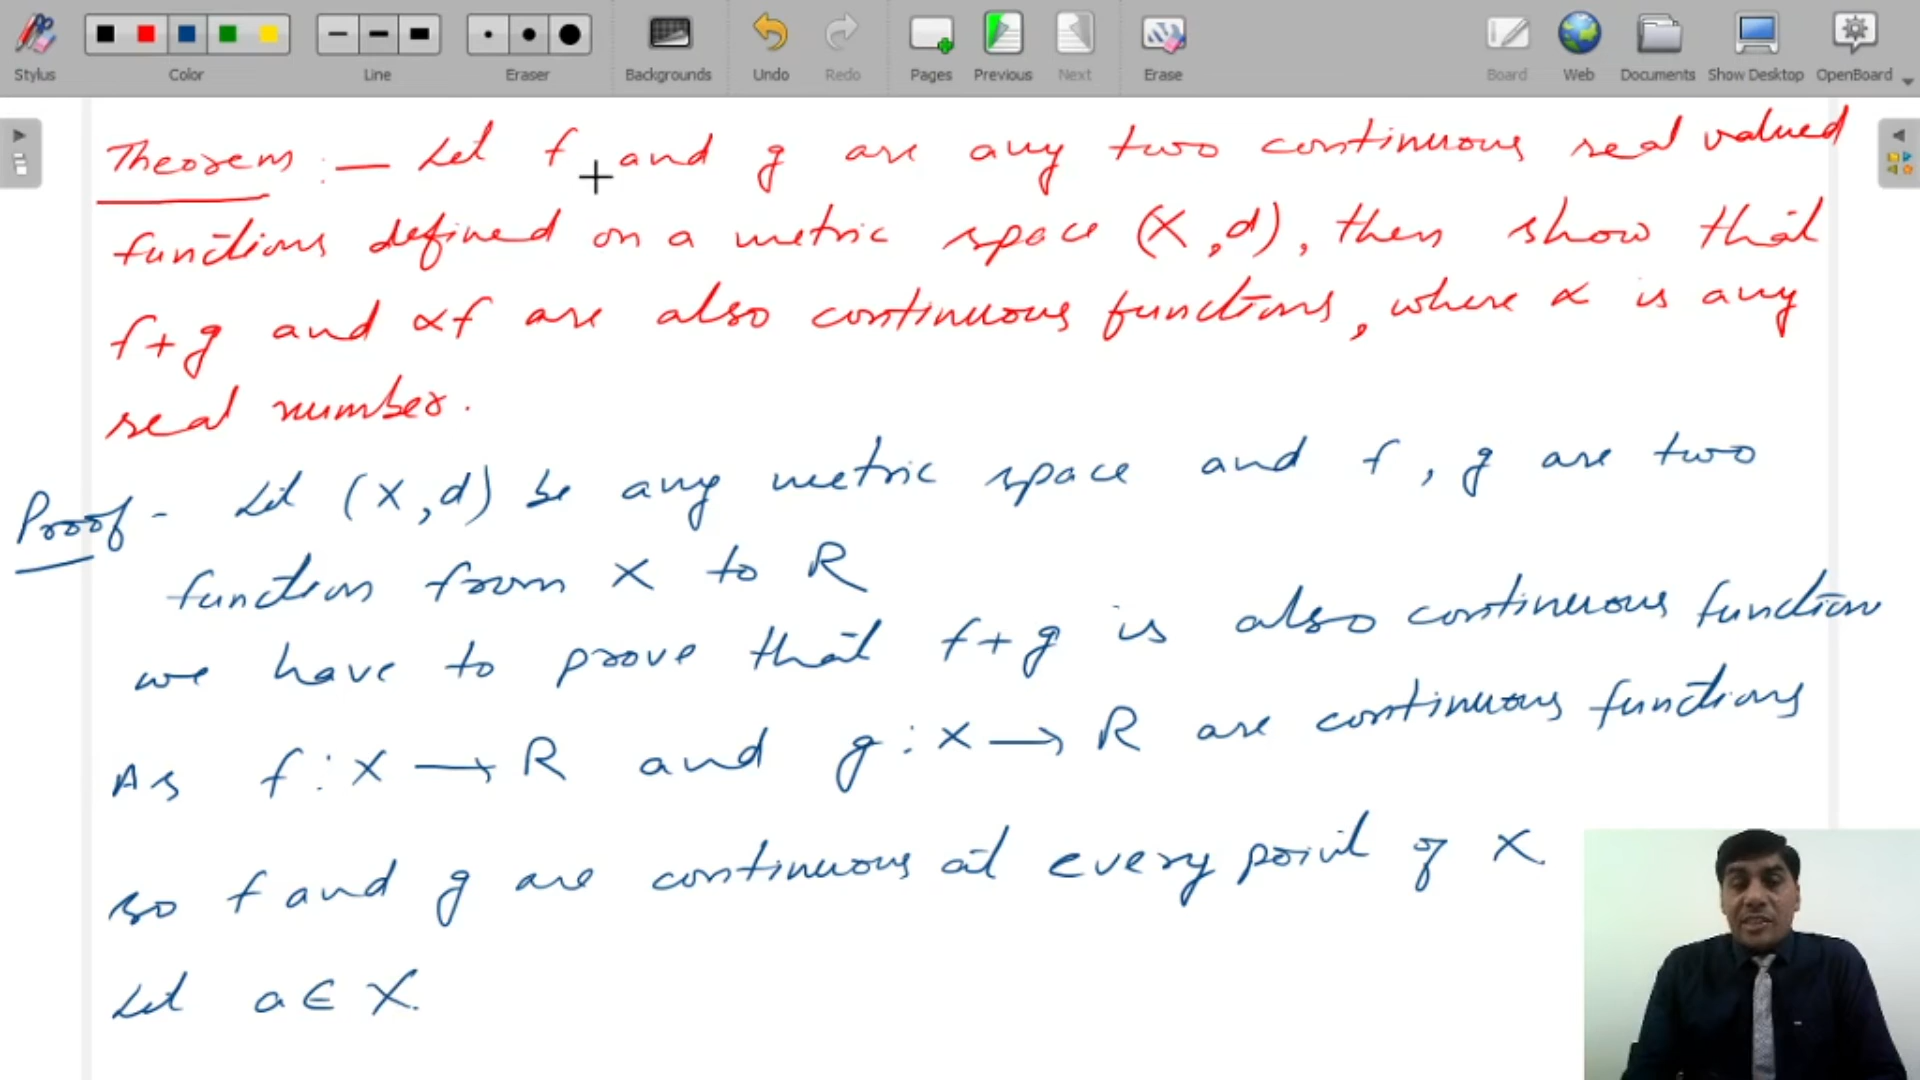 Stylus Color Line Eraser Backgrounds Undo Redo Pages Previous Next Erase Board Web Documents Show Desktop OpenBoard
Theorem :— Let f and g are any two continuous real valued
functions defined on a metric space (X,d), then show that
f+g and αf are also continuous functions, where α is any
real number.
Proof - Let (X,d) be any metric space and f, g are two
function from X to R
we have to prove that f+g is also continuous function
As f:X→R and g:X→R are continuous functions
so f and g are continuous at every point of X.
Let a∈X.